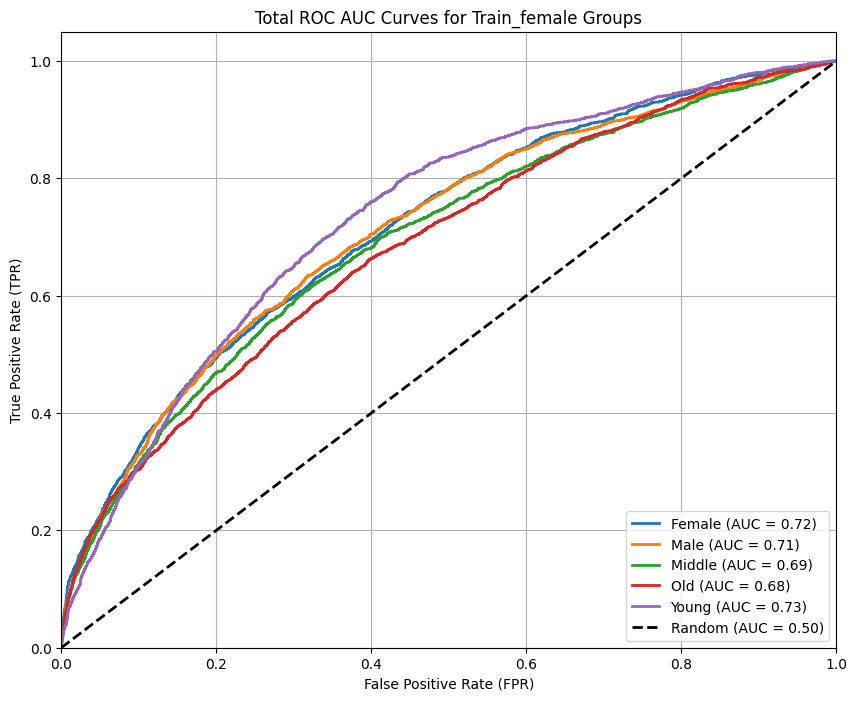 Total ROC AUC Curves for Train_female Groups
True Positive Rate (TPR)
1.0
0.8
0.6
0.4
0.2
0.0
0.0 0.2 0.4 0.6 0.8 1.0
False Positive Rate (FPR)
Female (AUC = 0.72)
Male (AUC = 0.71)
Middle (AUC = 0.69)
Old (AUC = 0.68)
Young (AUC = 0.73)
Random (AUC = 0.50)